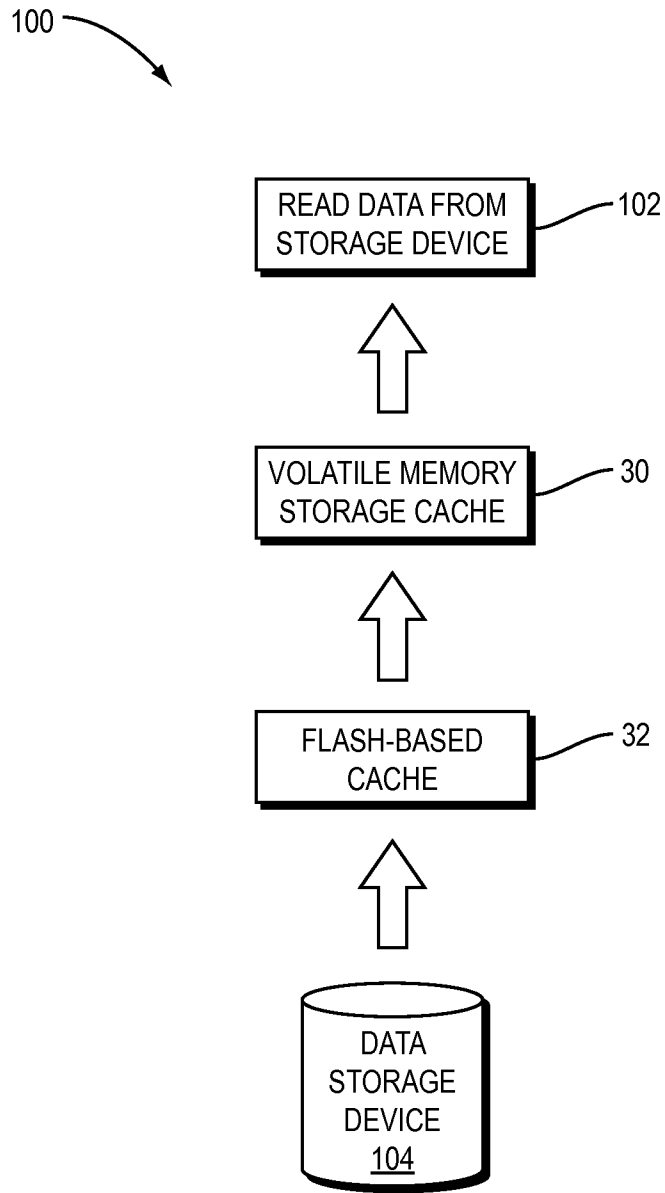 100
READ DATA FROM
STORAGE DEVICE
102
VOLATILE MEMORY
STORAGE CACHE
30
FLASH-BASED
CACHE
32
DATA
STORAGE
DEVICE
104